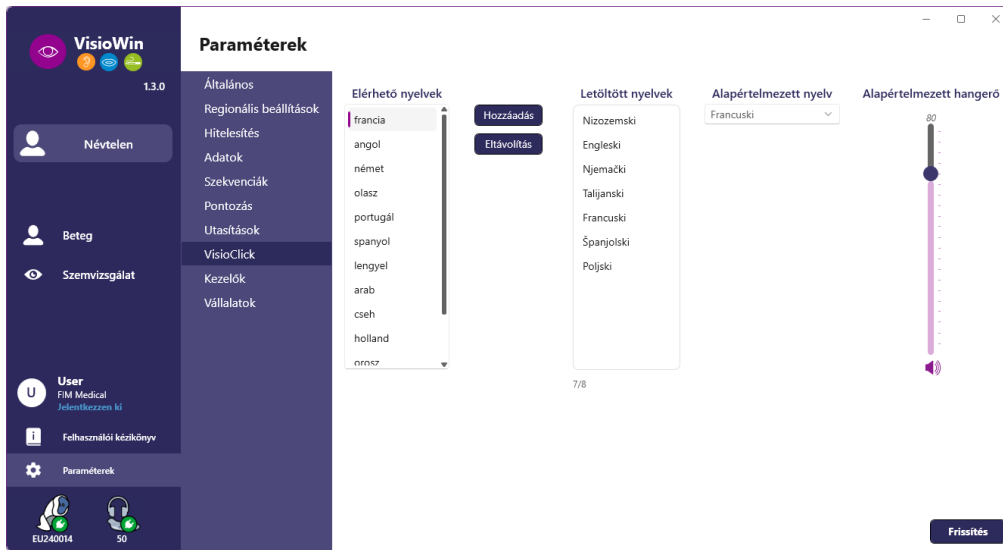 VisioWin
1.3.0
Névtelen
Beteg
Szemvizsgálat
User
U
FIM Medical
Jelentkezzen ki
Felhasználói kézikönyv
Paraméterek
EU240014
50
Paraméterek
Általános
Regionális beállítások
Hitelesítés
Adatok
Szekvenciák
Pontozás
Utasítások
VisioClick
Kezelők
Vállalatok
Elérhető nyelvek
francia
angol
német
olasz
portugál
spanyol
lengyel
arab
cseh
holland
orosz
Hozzáadás
Eltávolítás
Letöltött nyelvek
Nizozemski
Engleski
Njemački
Talijanski
Francuski
Španjolski
Poljski
7/8
Alapértelmezett nyelv
Francuski
Alapértelmezett hangerő
80
Frissítés